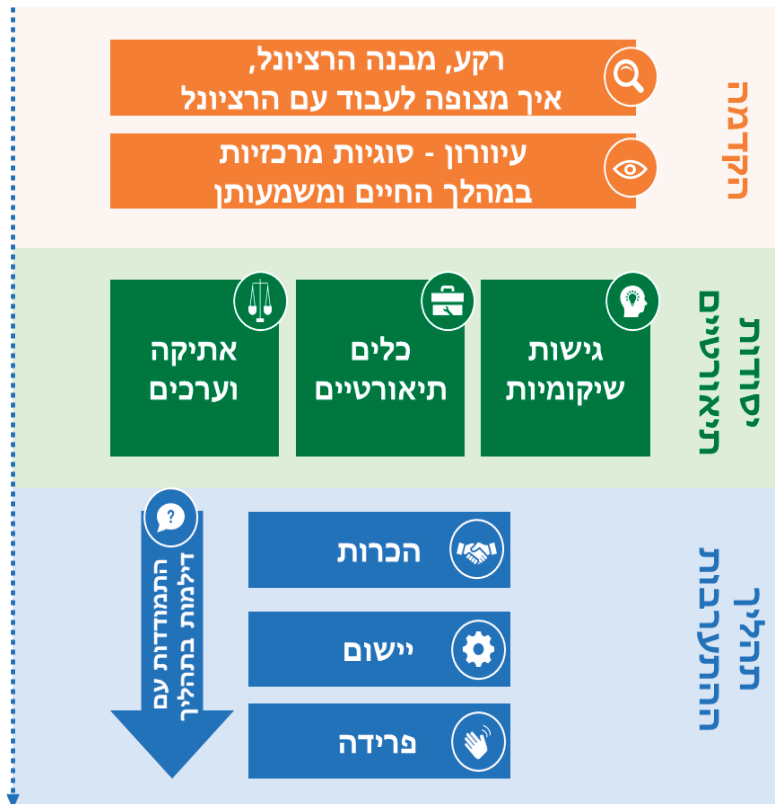 הקדמה
רקע, מבנה הרציונל,
איך מצופה לעבוד עם הרציונל
עיוורון - סוגיות מרכזיות
במהלך החיים ומשמעותן
יסודות
תיאורטיים
גישות
שיקומיות
כלים
תיאורטיים
אתיקה
וערכים
תהליך
ההתערבות
הכרות
יישום
פרידה
?
התמודדות עם
דילמות בתהליך